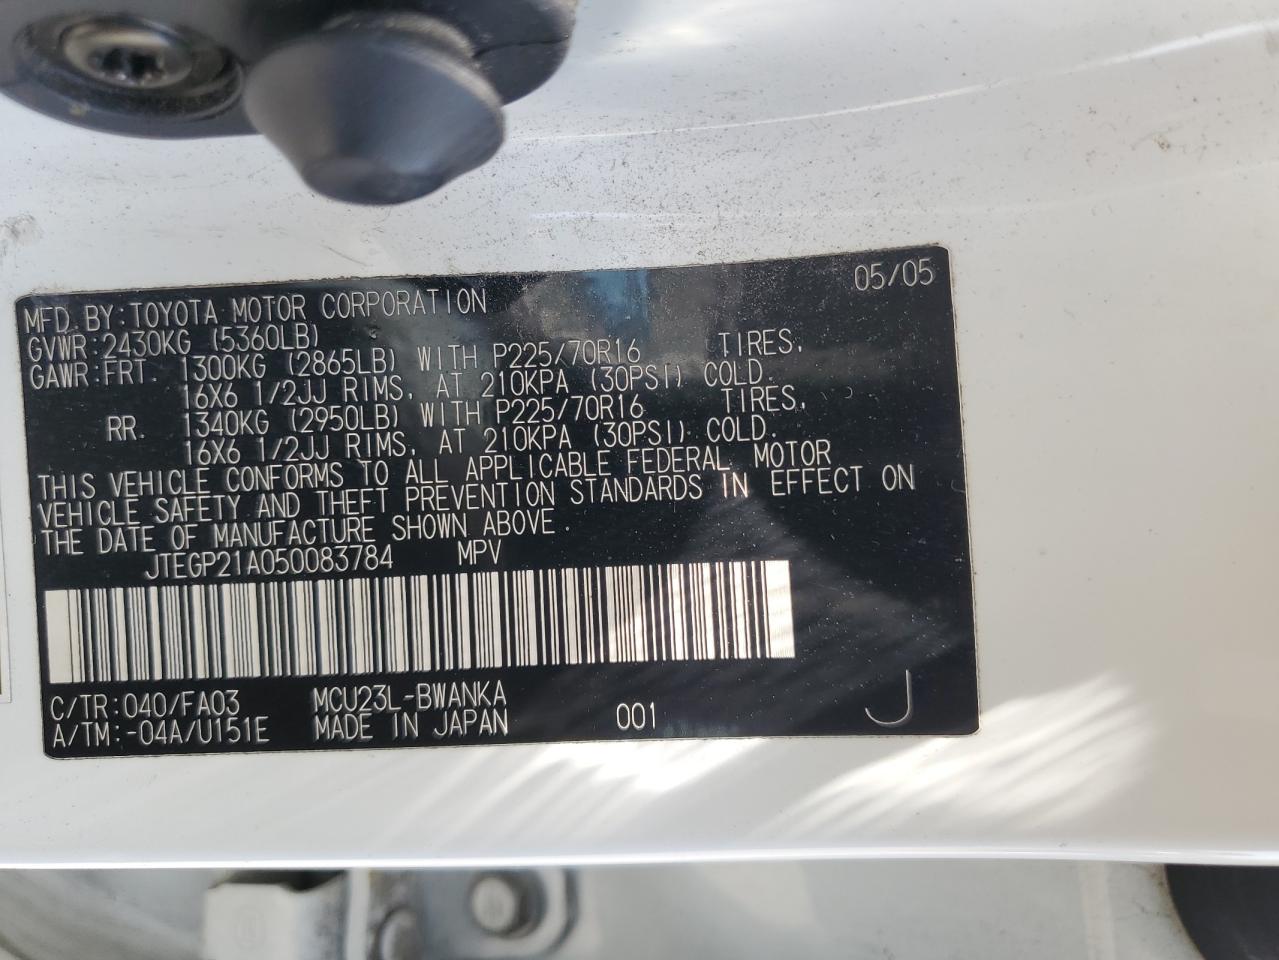 05/05
MFD. BY:TOYOTA MOTOR CORPORATION
GVWR:2430KG (5360LB)
GAWR:FRT. 1300KG (2865LB) WITH P225/70R16 TIRES,
16X6 1/2JJ RIMS, AT 210KPA (30PSI) COLD.
RR. 1340KG (2950LB) WITH P225/70R16 TIRES,
16X6 1/2JJ RIMS, AT 210KPA (30PSI) COLD.
THIS VEHICLE CONFORMS TO ALL APPLICABLE FEDERAL MOTOR
VEHICLE SAFETY AND THEFT PREVENTION STANDARDS IN EFFECT ON
THE DATE OF MANUFACTURE SHOWN ABOVE.
JTEGP21A050083784 MPV
C/TR:040/FA03 MCU23L-BWANKA
A/TM:-04A/U151E MADE IN JAPAN 001 J